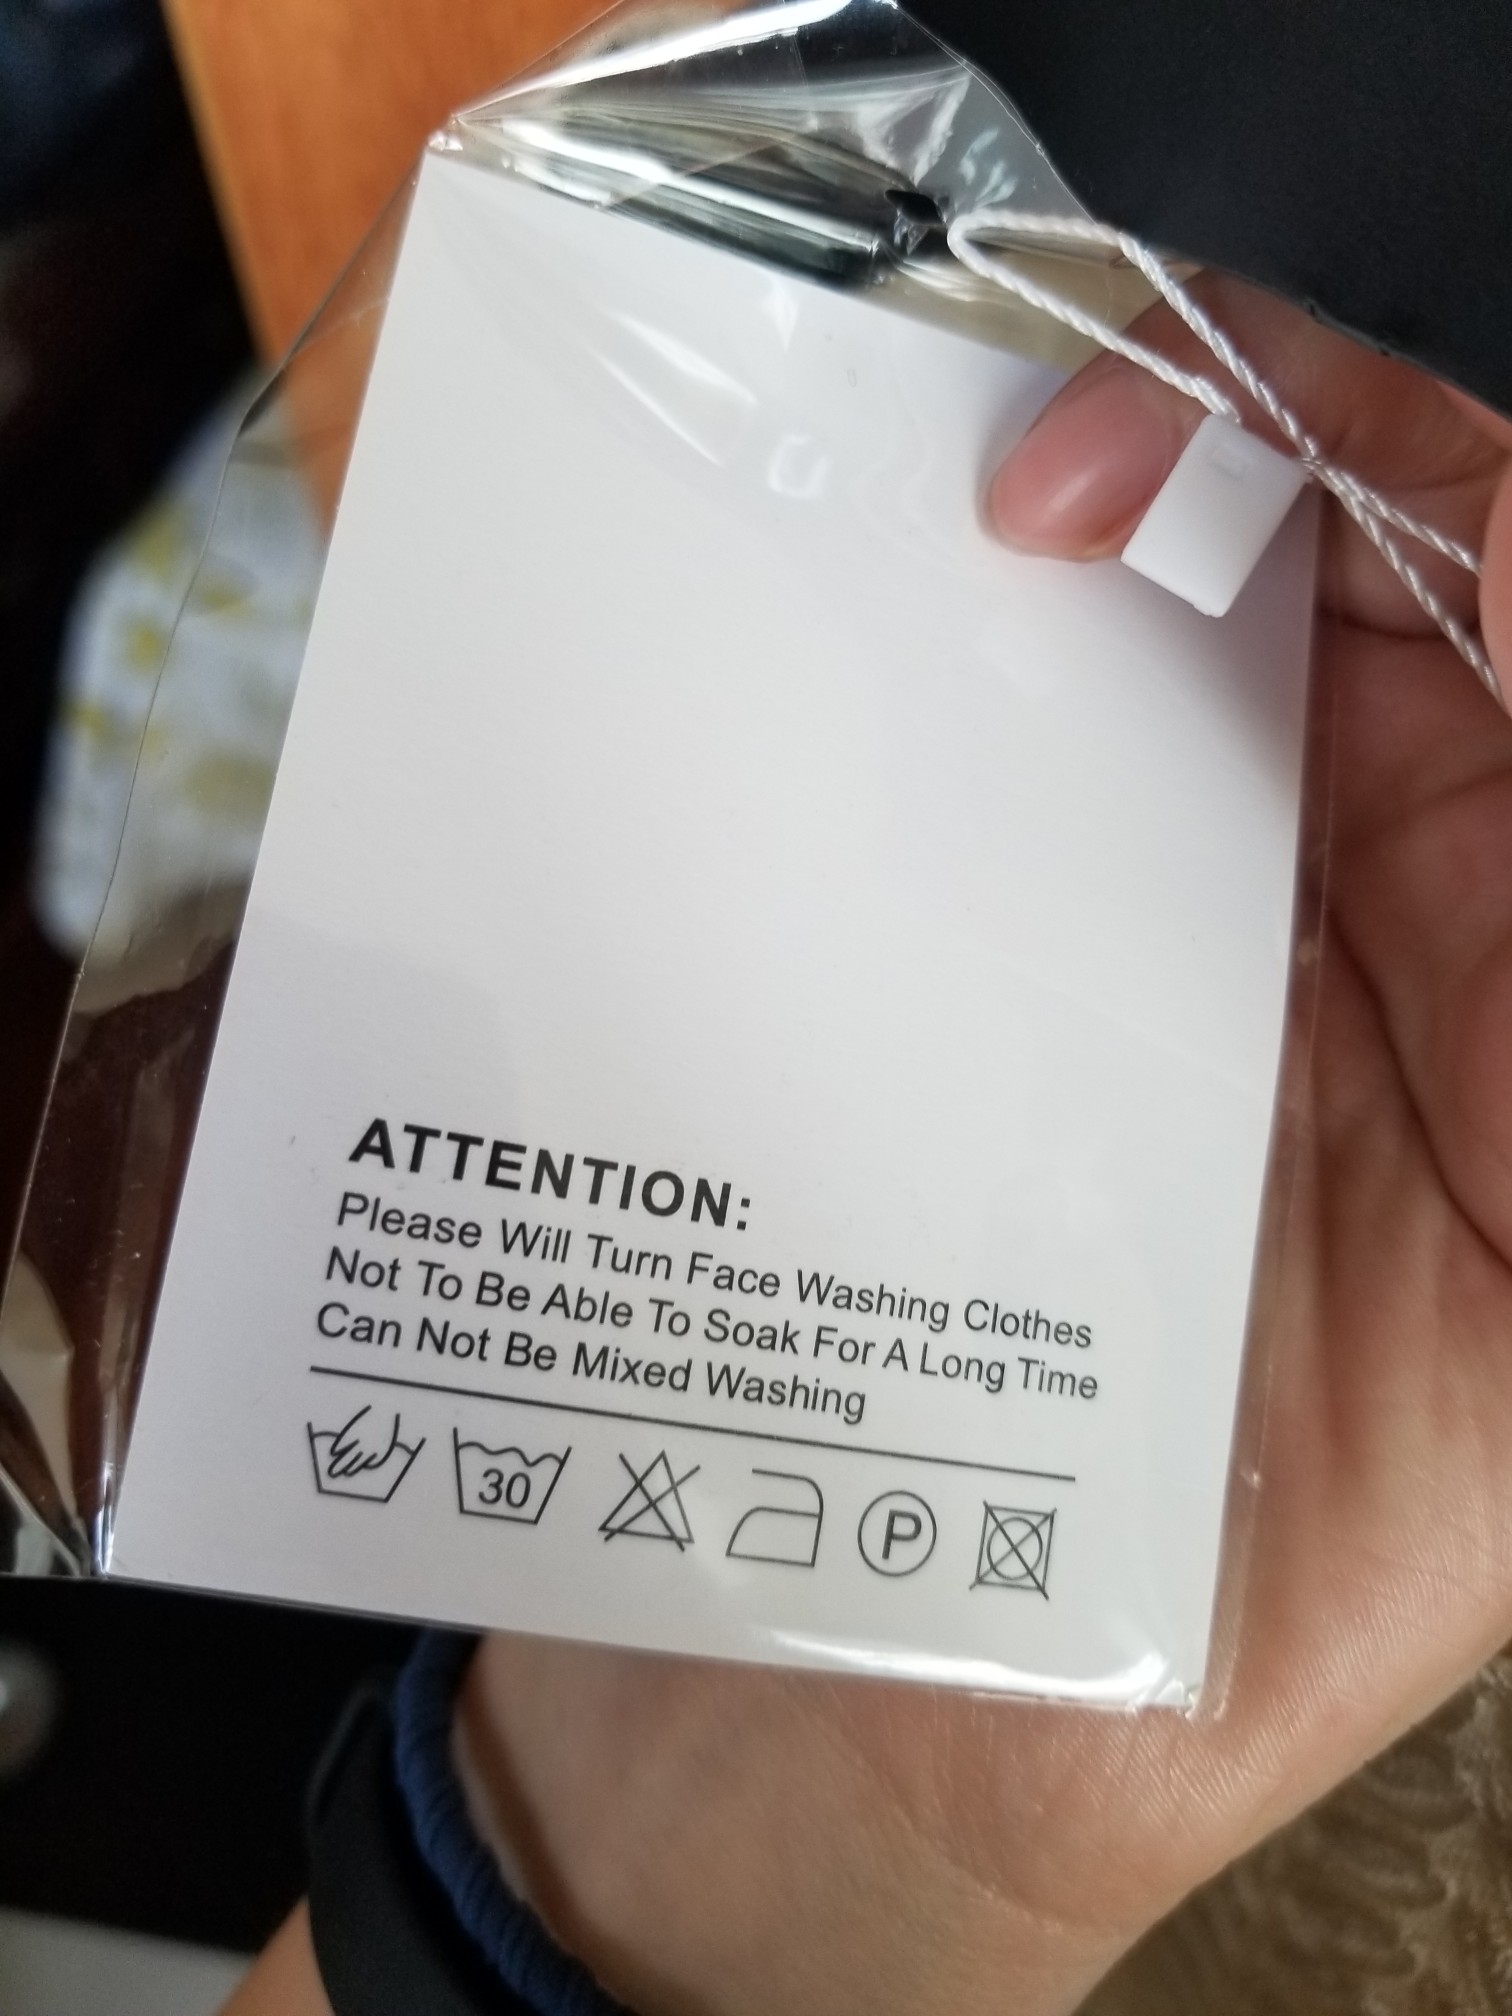 ATTENTION:
Please Will Turn Face Washing Clothes
Not To Be Able To Soak For A Long Time
Can Not Be Mixed Washing
30 P